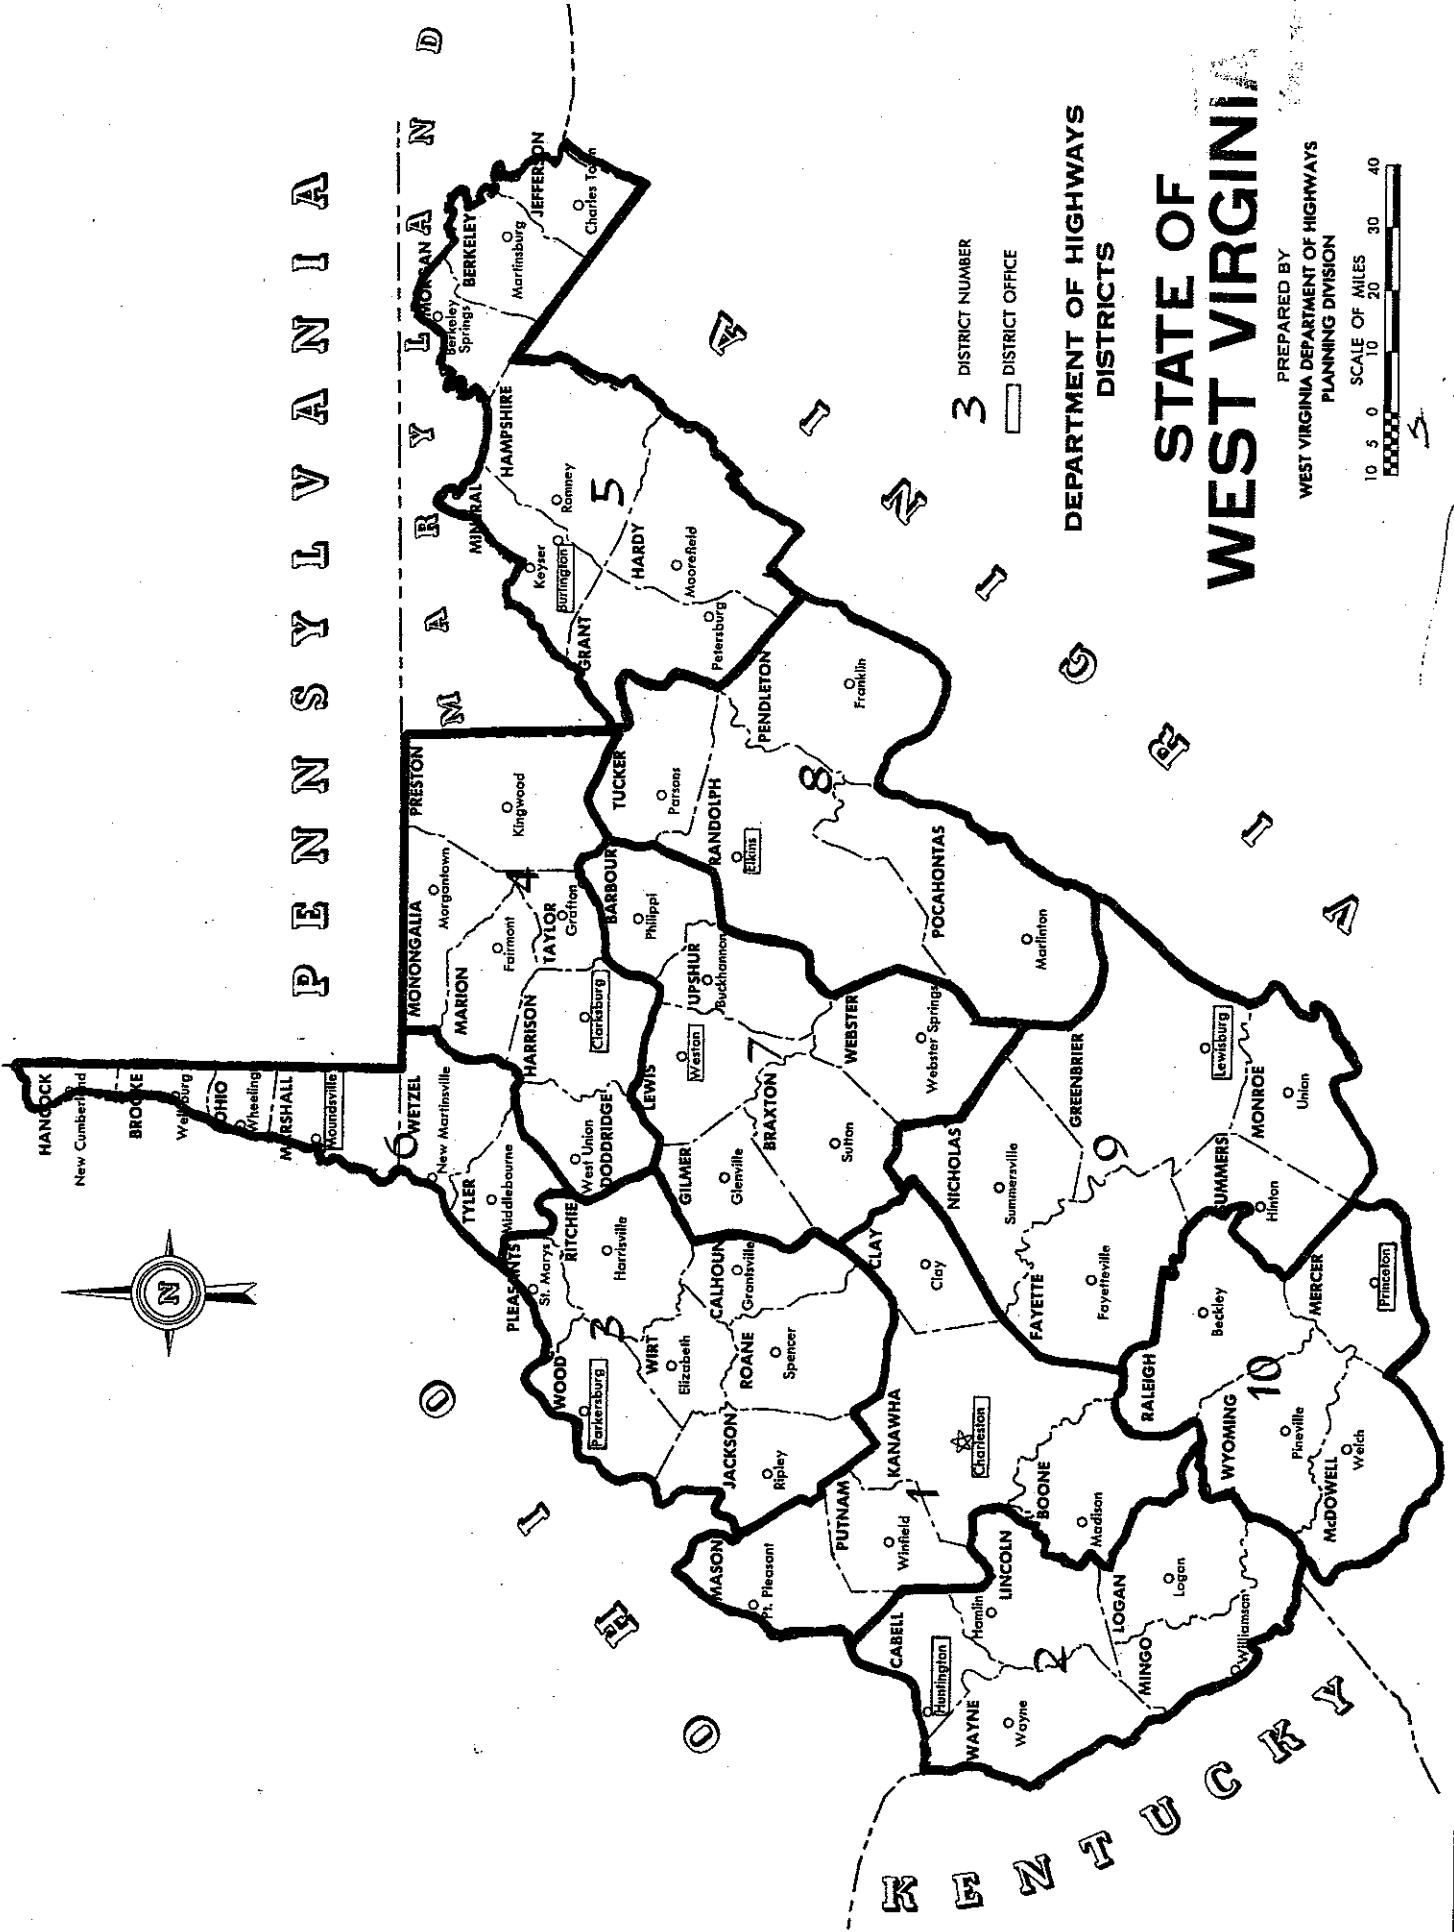 PENNSYLVANIA
MARYLAND
OHIO
KENTUCKY
VIRGINIA
N
HANCOCK
New Cumberland
BROOKE
Wellsburg
OHIO
Wheeling
MARSHALL
Moundsville
6
WETZEL
New Martinsville
TYLER
Middlebourne
PLEASANTS
St. Marys
RITCHIE
Harrisville
WOOD
Parkersburg
3
WIRT
Elizabeth
CALHOUN
Grantsville
ROANE
Spencer
JACKSON
Ripley
MONONGALIA
Morgantown
PRESTON
Kingwood
MARION
Fairmont
4
TAYLOR
Grafton
HARRISON
Clarksburg
DODDRIDGE
West Union
MORGAN
Berkeley
Springs
BERKELEY
Martinsburg
JEFFERSON
Charles Town
HAMPSHIRE
Romney
MINERAL
Keyser
Burlington
5
HARDY
Moorefield
GRANT
Petersburg
TUCKER
Parsons
PENDLETON
Franklin
RANDOLPH
Elkins
8
POCAHONTAS
Marlinton
BARBOUR
Philippi
UPSHUR
Buckhannon
LEWIS
Weston
7
WEBSTER
Webster Springs
BRAXTON
Sutton
GILMER
Glenville
MASON
Pt. Pleasant
PUTNAM
Winfield
1
KANAWHA
Charleston
CLAY
Clay
BOONE
Madison
CABELL
Huntington
WAYNE
Wayne
LINCOLN
Hamlin
2
LOGAN
Logan
MINGO
Williamson
NICHOLAS
Summersville
GREENBRIER
Lewisburg
9
FAYETTE
Fayetteville
SUMMERS
Hinton
MONROE
Union
RALEIGH
Beckley
10
MERCER
Princeton
WYOMING
Pineville
McDOWELL
Welch
3 DISTRICT NUMBER
DISTRICT OFFICE
DEPARTMENT OF HIGHWAYS
DISTRICTS
STATE OF
WEST VIRGINIA
PREPARED BY
WEST VIRGINIA DEPARTMENT OF HIGHWAYS
PLANNING DIVISION
SCALE OF MILES
10 5 0 10 20 30 40
5